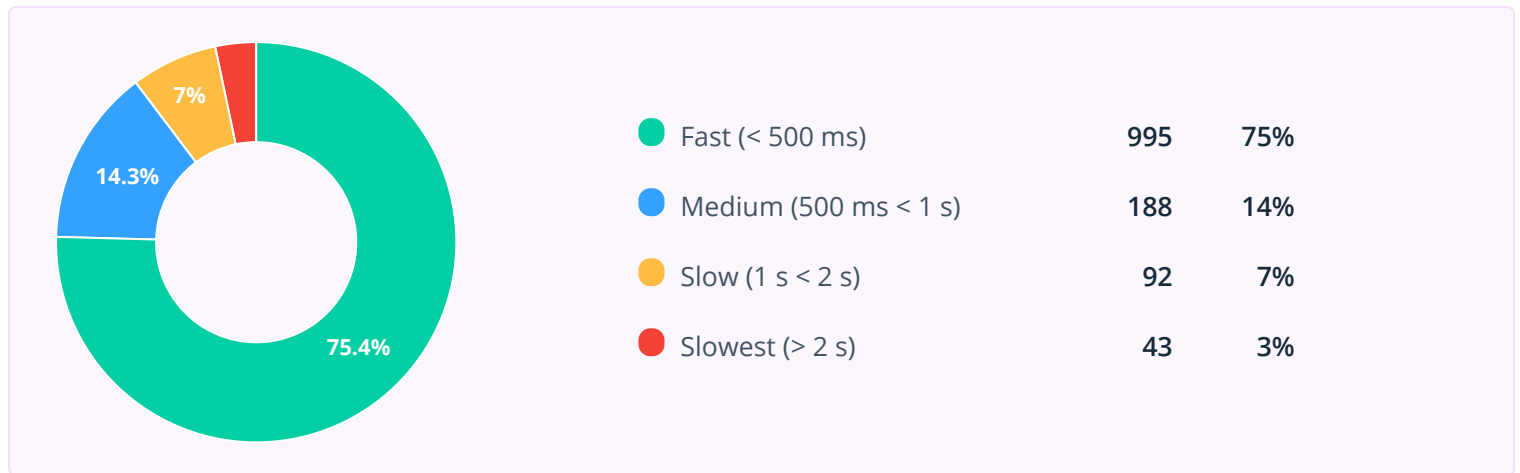 7%
14.3%
75.4%
Fast (< 500 ms) 995 75%
Medium (500 ms < 1 s) 188 14%
Slow (1 s < 2 s) 92 7%
Slowest (> 2 s) 43 3%